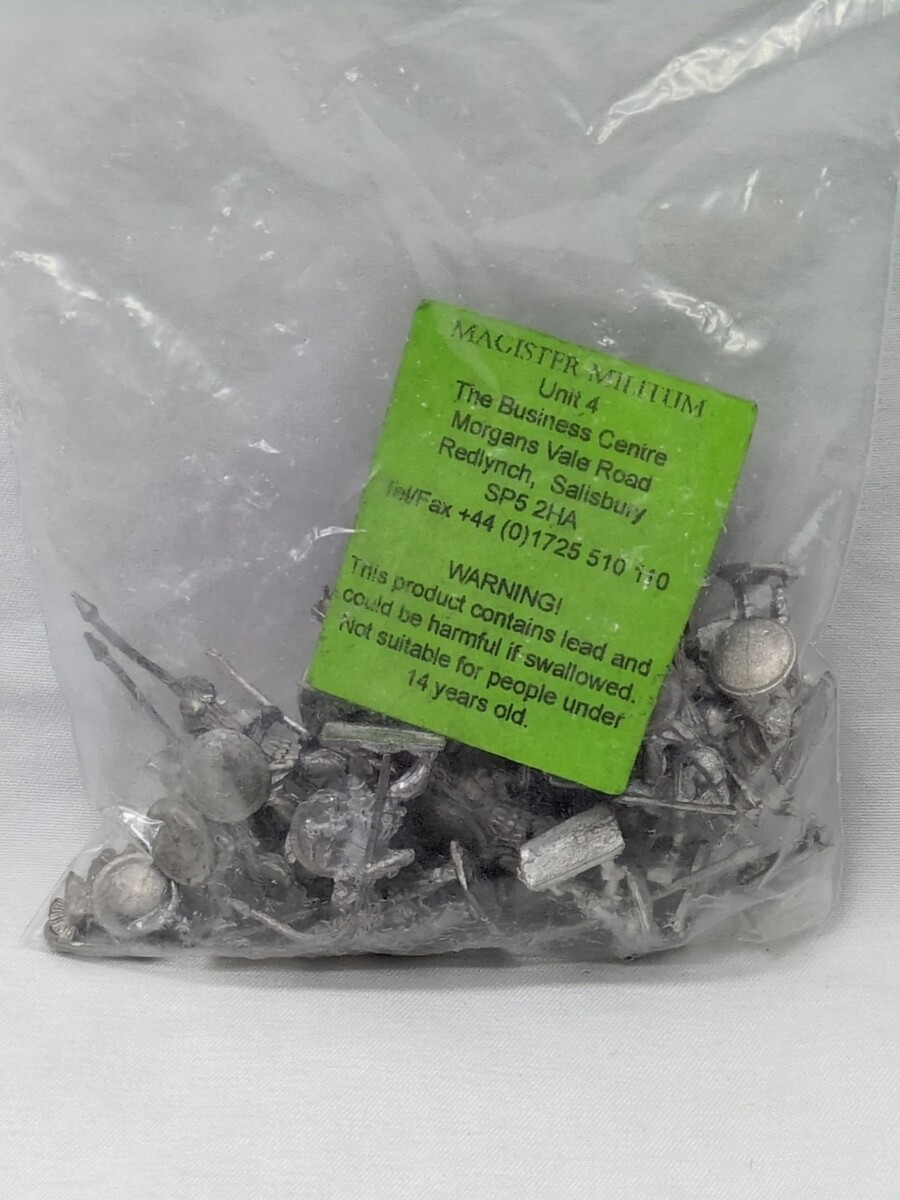 MAGISTER MILITUM
Unit 4
The Business Centre
Morgans Vale Road
Redlynch, Salisbury
SP5 2HA
Tel/Fax +44 (0)1725 510 110
WARNING!
This product contains lead and
could be harmful if swallowed.
Not suitable for people under
14 years old.